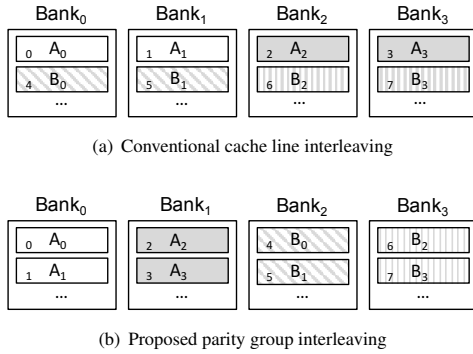 Bank0 Bank1 Bank2 Bank3
0 A0 1 A1 2 A2 3 A3
4 B0 5 B1 6 B2 7 B3
... ... ... ...
(a) Conventional cache line interleaving
Bank0 Bank1 Bank2 Bank3
0 A0 2 A2 4 B0 6 B2
1 A1 3 A3 5 B1 7 B3
... ... ... ...
(b) Proposed parity group interleaving